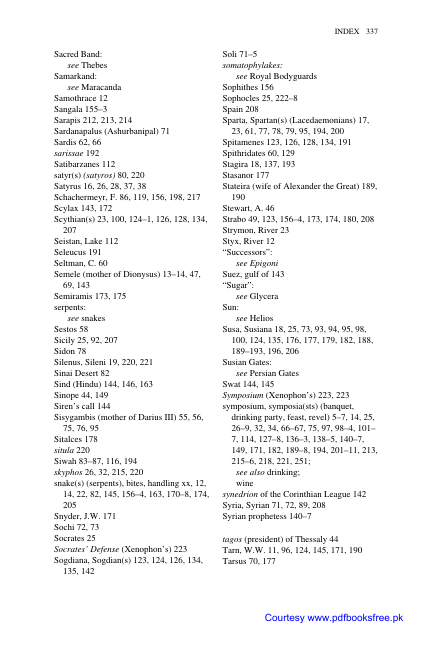 INDEX 337
Sacred Band:
see Thebes
Samarkand:
see Maracanda
Samothrace 12
Sangala 155–3
Sarapis 212, 213, 214
Sardanapalus (Ashurbanipal) 71
Sardis 62, 66
sarissae 192
Satibarzanes 112
satyr(s) (satyros) 80, 220
Satyrus 16, 26, 28, 37, 38
Schachermeyr, F. 86, 119, 156, 198, 217
Scylax 143, 172
Scythian(s) 23, 100, 124–1, 126, 128, 134,
207
Seistan, Lake 112
Seleucus 191
Seltman, C. 60
Semele (mother of Dionysus) 13–14, 47,
69, 143
Semiramis 173, 175
serpents:
see snakes
Sestos 58
Sicily 25, 92, 207
Sidon 78
Silenus, Sileni 19, 220, 221
Sinai Desert 82
Sind (Hindu) 144, 146, 163
Sinope 44, 149
Siren's call 144
Sisygambis (mother of Darius III) 55, 56,
75, 76, 95
Sitalces 178
situla 220
Siwah 83–87, 116, 194
skyphos 26, 32, 215, 220
snake(s) (serpents), bites, handling xx, 12,
14, 22, 82, 145, 156–4, 163, 170–8, 174,
205
Snyder, J.W. 171
Sochi 72, 73
Socrates 25
Socrates' Defense (Xenophon's) 223
Sogdiana, Sogdian(s) 123, 124, 126, 134,
135, 142
Soli 71–5
somatophylakes:
see Royal Bodyguards
Sophithes 156
Sophocles 25, 222–8
Spain 208
Sparta, Spartan(s) (Lacedaemonians) 17,
23, 61, 77, 78, 79, 95, 194, 200
Spitamenes 123, 126, 128, 134, 191
Spithridates 60, 129
Stagira 18, 137, 193
Stasanor 177
Stateira (wife of Alexander the Great) 189,
190
Stewart, A. 46
Strabo 49, 123, 156–4, 173, 174, 180, 208
Strymon, River 23
Styx, River 12
“Successors”:
see Epigoni
Suez, gulf of 143
“Sugar”:
see Glycera
Sun:
see Helios
Susa, Susiana 18, 25, 73, 93, 94, 95, 98,
100, 124, 135, 176, 177, 179, 182, 188,
189–193, 196, 206
Susian Gates:
see Persian Gates
Swat 144, 145
Symposium (Xenophon's) 223, 223
symposium, symposia(sts) (banquet,
drinking party, feast, revel) 5–7, 14, 25,
26–9, 32, 34, 66–67, 75, 97, 98–4, 101–
7, 114, 127–8, 136–3, 138–5, 140–7,
149, 171, 182, 189–8, 194, 201–11, 213,
215–6, 218, 221, 251;
see also drinking;
wine
synedrion of the Corinthian League 142
Syria, Syrian 71, 72, 89, 208
Syrian prophetess 140–7
tagos (president) of Thessaly 44
Tarn, W.W. 11, 96, 124, 145, 171, 190
Tarsus 70, 177
Courtesy www.pdfbooksfree.pk